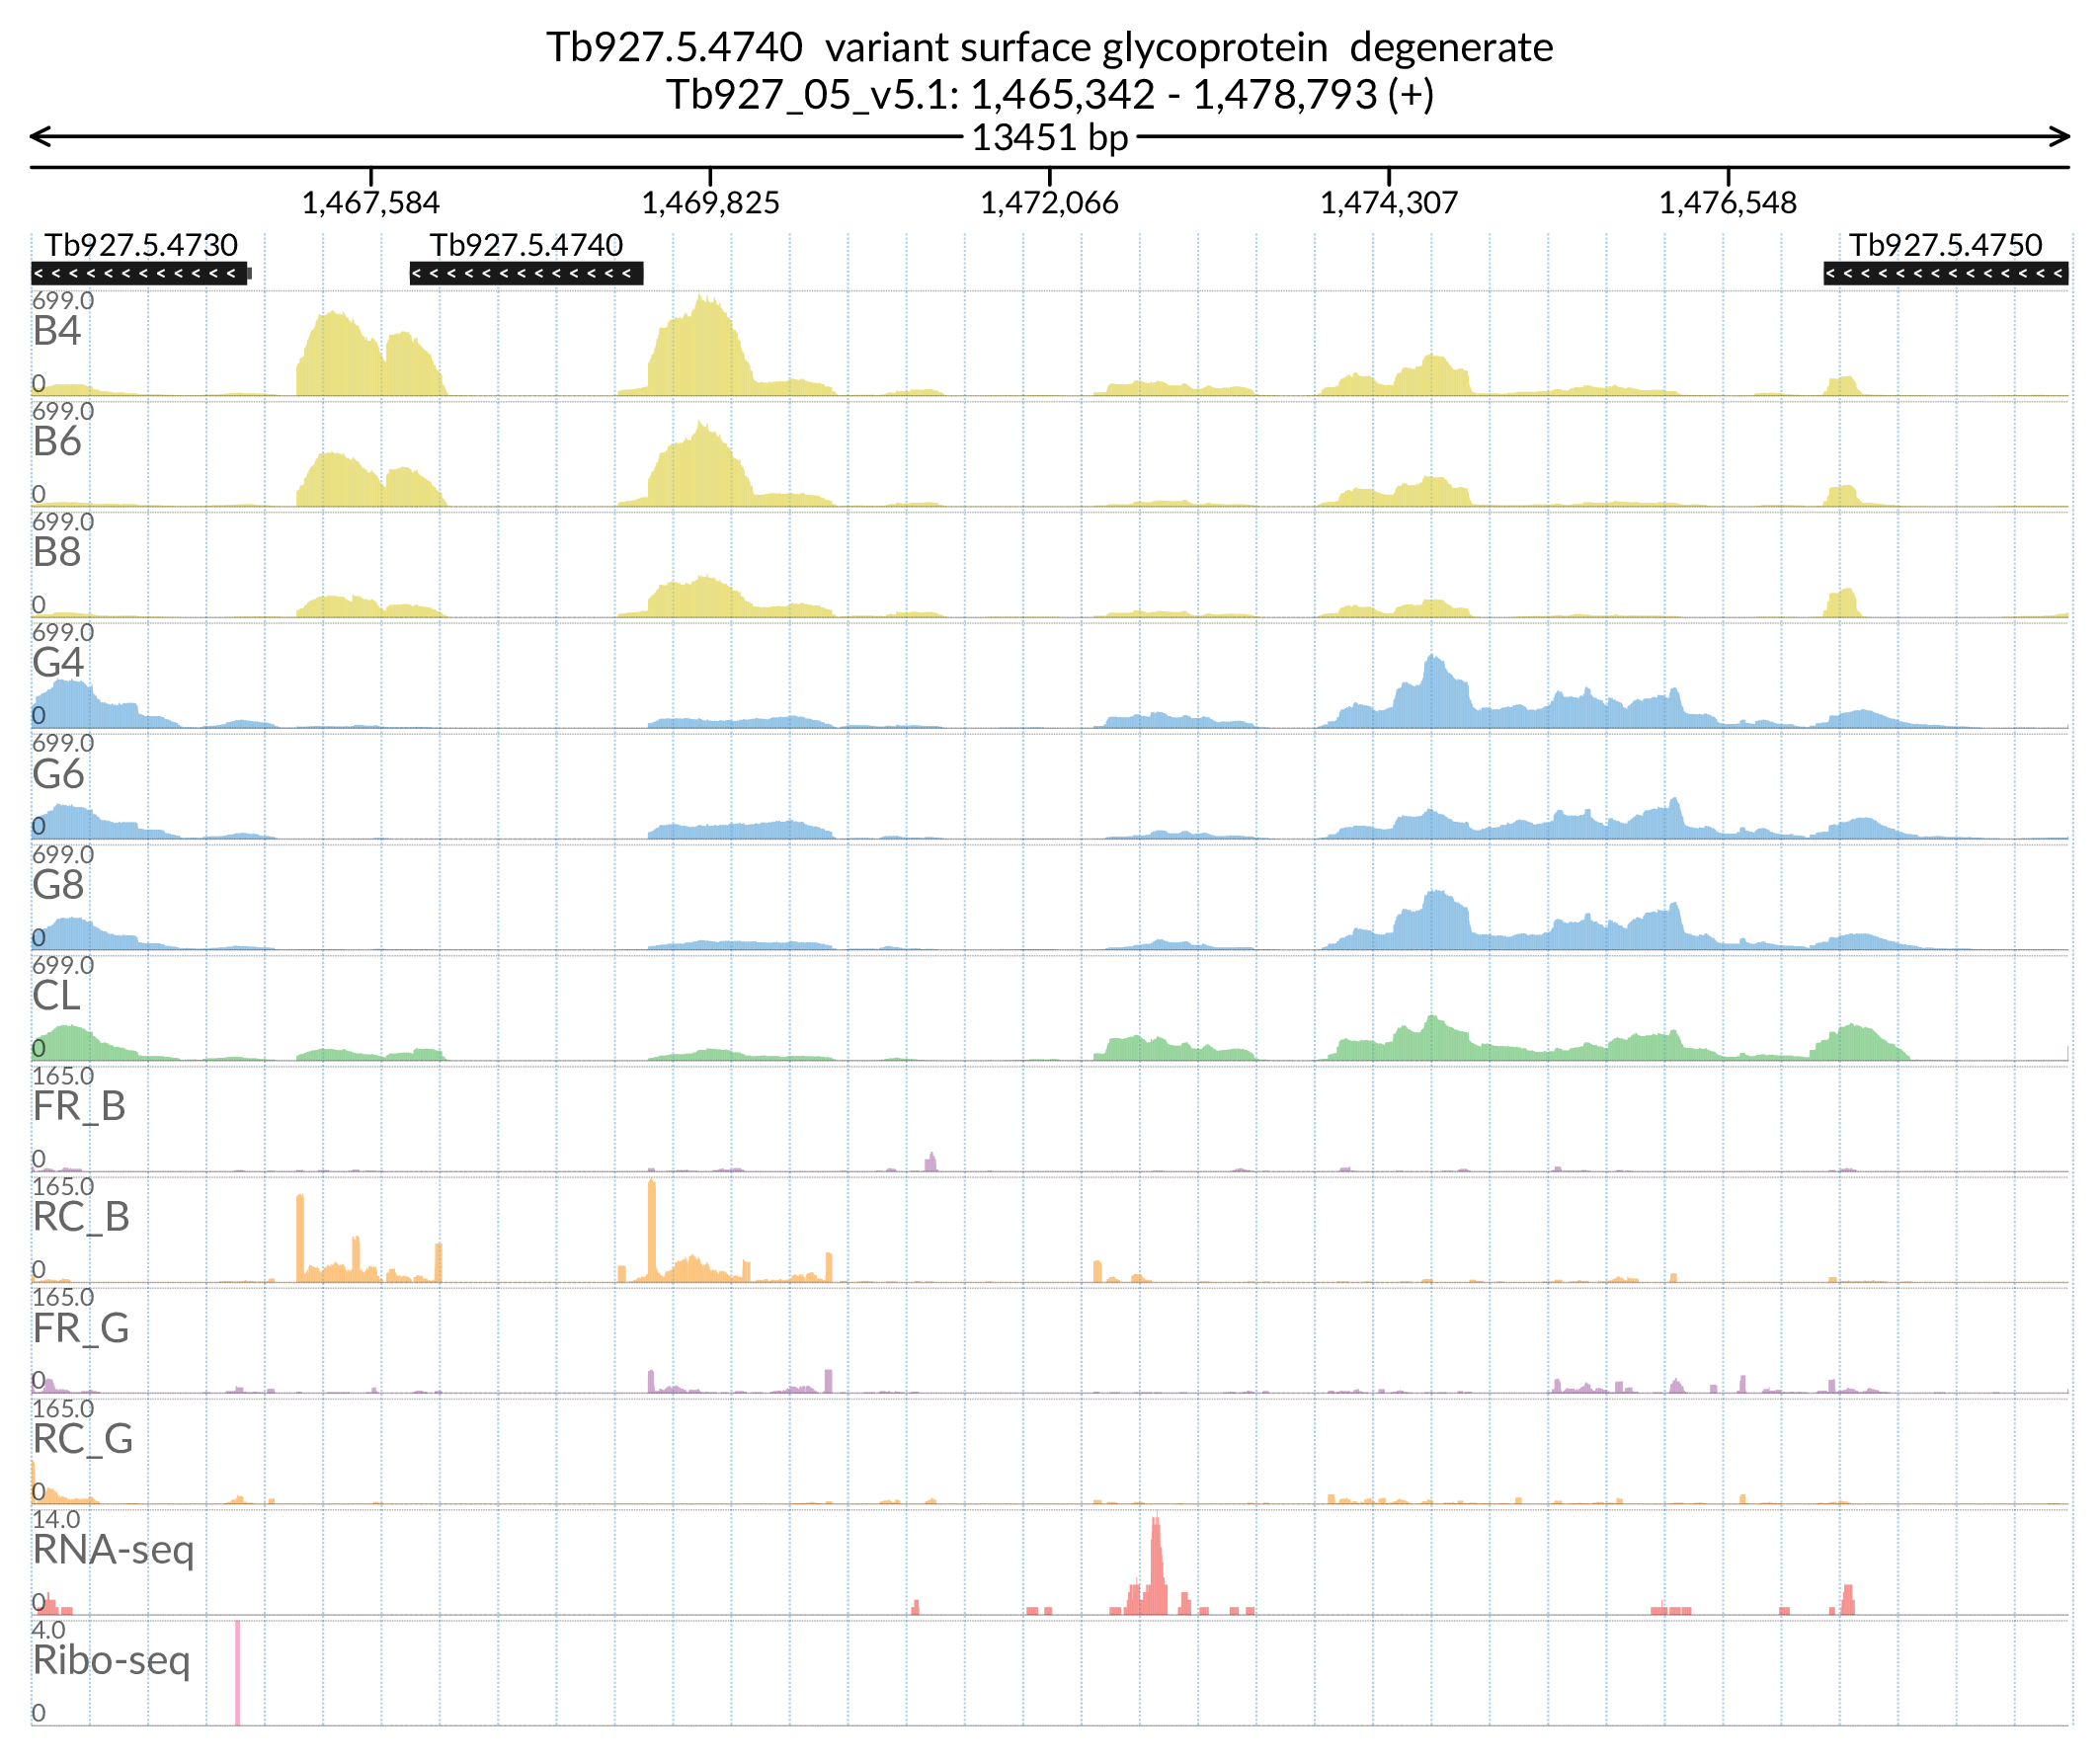 Tb927.5.4740  variant surface glycoprotein  degenerate
Tb927_05_v5.1: 1,465,342 - 1,478,793 (+)
13451 bp
1,467,584 1,469,825 1,472,066 1,474,307 1,476,548
Tb927.5.4730 Tb927.5.4740 Tb927.5.4750
699.0
B4
0
699.0
B6
0
699.0
B8
0
699.0
G4
0
699.0
G6
0
699.0
G8
0
699.0
CL
0
165.0
FR_B
0
165.0
RC_B
0
165.0
FR_G
0
165.0
RC_G
0
14.0
RNA-seq
0
4.0
Ribo-seq
0